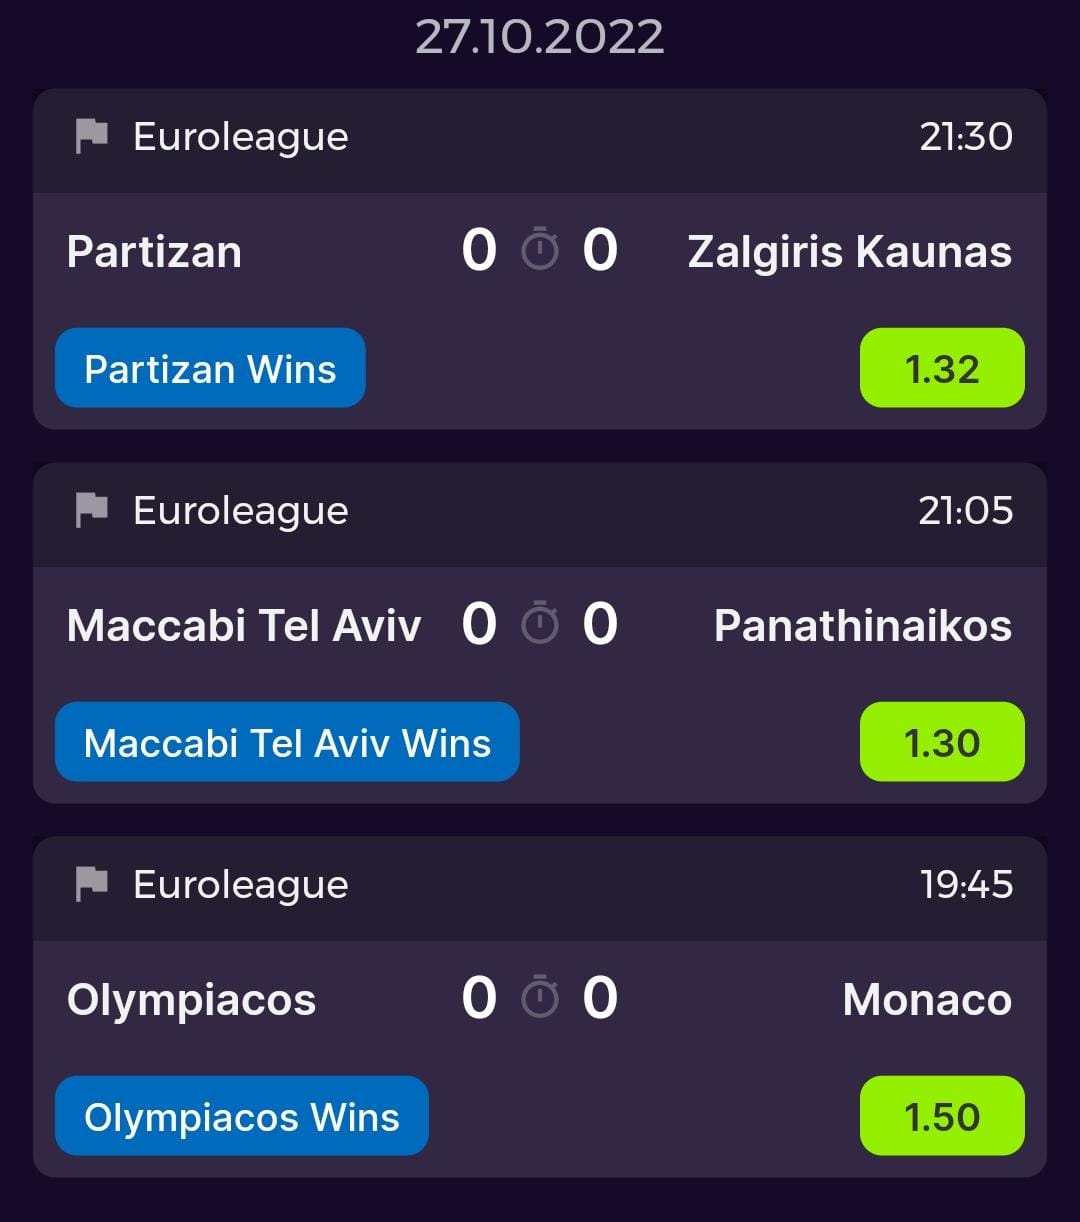 27.10.2022
Euroleague 21:30
Partizan 0 0 Zalgiris Kaunas
Partizan Wins 1.32
Euroleague 21:05
Maccabi Tel Aviv 0 0 Panathinaikos
Maccabi Tel Aviv Wins 1.30
Euroleague 19:45
Olympiacos 0 0 Monaco
Olympiacos Wins 1.50